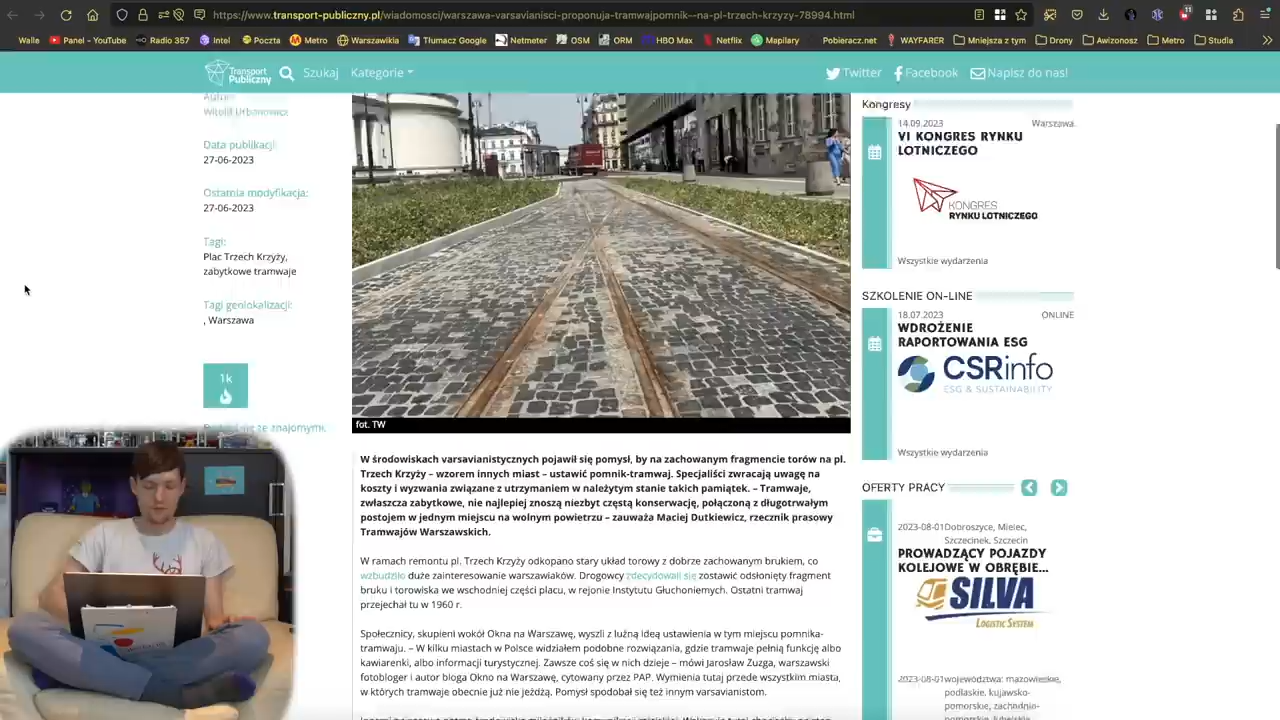 https://www.transport-publiczny.pl/wiadomosci/warszawa-varsavianisci-proponuja-tramwajpomnik--na-pl-trzech-krzyzy-78994.html
Walle
Panel - YouTube
Radio 357
Intel
Poczta
Metro
Warszawikia
Tłumacz Google
Netmeter
OSM
ORM
HBO Max
Netflix
Mapilary
Pobieracz.net
WAYFARER
Mniejsza z tym
Drony
Awizonosz
Metro
Studia
Transport
Publiczny
Szukaj
Kategorie
Twitter
Facebook
Napisz do nas!
Autor:
Witold Urbanowicz
Data publikacji:
27-06-2023
Ostatnia modyfikacja:
27-06-2023
Tagi:
Plac Trzech Krzyży,
zabytkowe tramwaje
Tagi geolokalizacji:
, Warszawa
1k
ze znajomymi.
fot. TW
W środowiskach varsavianistycznych pojawił się pomysł, by na zachowanym fragmencie torów na pl.
Trzech Krzyży – wzorem innych miast – ustawić pomnik-tramwaj. Specjaliści zwracają uwagę na
koszty i wyzwania związane z utrzymaniem w należytym stanie takich pamiątek. – Tramwaje,
zwłaszcza zabytkowe, nie najlepiej znoszą niezbyt częstą konserwację, połączoną z długotrwałym
postojem w jednym miejscu na wolnym powietrzu – zauważa Maciej Dutkiewicz, rzecznik prasowy
Tramwajów Warszawskich.
W ramach remontu pl. Trzech Krzyży odkopano stary układ torowy z dobrze zachowanym brukiem, co
wzbudziło duże zainteresowanie warszawiaków. Drogowcy zdecydowali się zostawić odsłonięty fragment
bruku i torowiska we wschodniej części placu, w rejonie Instytutu Głuchoniemych. Ostatni tramwaj
przejechał tu w 1960 r.
Społecznicy, skupieni wokół Okna na Warszawę, wyszli z luźną ideą ustawienia w tym miejscu pomnika-
tramwaju. – W kilku miastach w Polsce widziałem podobne rozwiązania, gdzie tramwaje pełnią funkcję albo
kawiarenki, albo informacji turystycznej. Zawsze coś się w nich dzieje – mówi Jarosław Zuzga, warszawski
fotobloger i autor bloga Okno na Warszawę, cytowany przez PAP. Wymienia tutaj przede wszystkim miasta,
w których tramwaje obecnie już nie jeżdżą. Pomysł spodobał się też innym varsavianistom.
Kongresy
14.09.2023
Warszawa
VI KONGRES RYNKU
LOTNICZEGO
KONGRES
RYNKU LOTNICZEGO
Wszystkie wydarzenia
SZKOLENIE ON-LINE
18.07.2023
ONLINE
WDROŻENIE
RAPORTOWANIA ESG
CSRinfo
ESG & SUSTAINABILITY
Wszystkie wydarzenia
OFERTY PRACY
2023-08-01 Dobroszyce, Mielec,
Szczecinek, Szczecin
PROWADZĄCY POJAZDY
KOLEJOWE W OBRĘBIE...
SILVA
LOGISTIC SYSTEM
2023-08-01 województwa: mazowieskie,
podlaskie, kujawsko-
pomorskie, zachodnio-